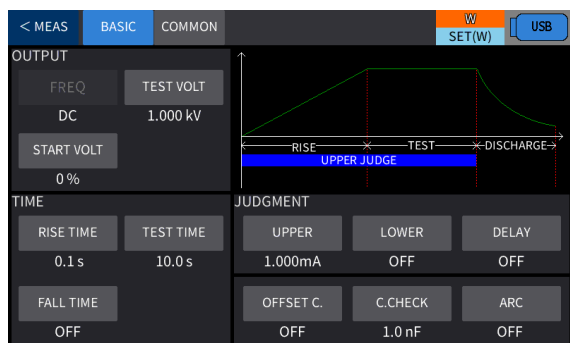 < MEAS BASIC COMMON W SET(W) USB
OUTPUT
FREQ TEST VOLT
DC 1.000 kV
START VOLT
0 %
RISE TEST DISCHARGE
UPPER JUDGE
TIME
RISE TIME TEST TIME
0.1 s 10.0 s
FALL TIME
OFF
JUDGMENT
UPPER LOWER DELAY
1.000mA OFF OFF
OFFSET C. C.CHECK ARC
OFF 1.0 nF OFF